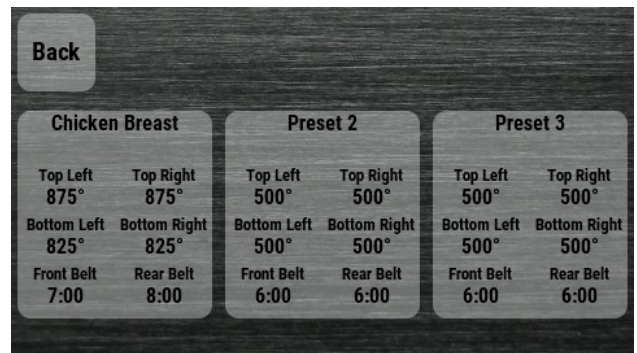 Back
Chicken Breast
Top Left Top Right
875° 875°
Bottom Left Bottom Right
825° 825°
Front Belt Rear Belt
7:00 8:00
Preset 2
Top Left Top Right
500° 500°
Bottom Left Bottom Right
500° 500°
Front Belt Rear Belt
6:00 6:00
Preset 3
Top Left Top Right
500° 500°
Bottom Left Bottom Right
500° 500°
Front Belt Rear Belt
6:00 6:00